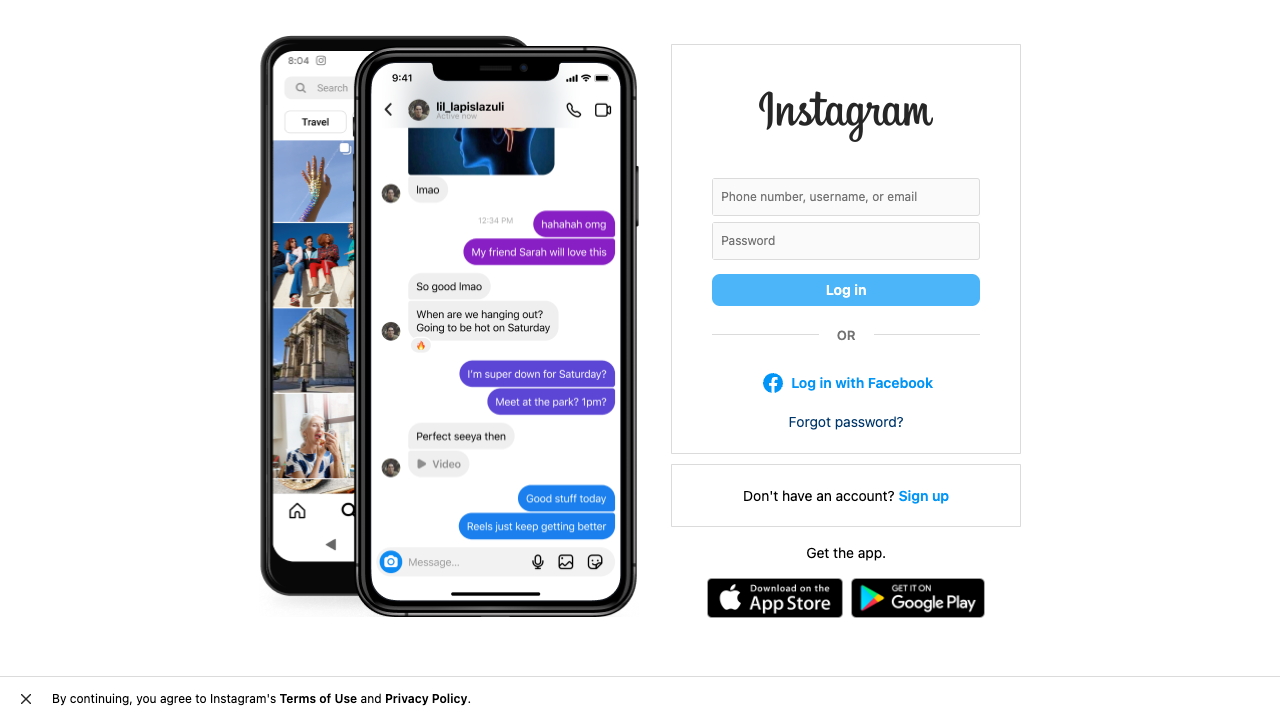 8:04
Search
Travel
9:41
lil_lapislazuli
Active now
lmao
12:34 PM
hahahah omg
My friend Sarah will love this
So good lmao
When are we hanging out?
Going to be hot on Saturday
I'm super down for Saturday?
Meet at the park? 1pm?
Perfect seeya then
Video
Good stuff today
Reels just keep getting better
Message...
Instagram
Phone number, username, or email
Password
Log in
OR
Log in with Facebook
Forgot password?
Don't have an account? Sign up
Get the app.
Download on the
App Store
GET IT ON
Google Play
By continuing, you agree to Instagram's Terms of Use and Privacy Policy.